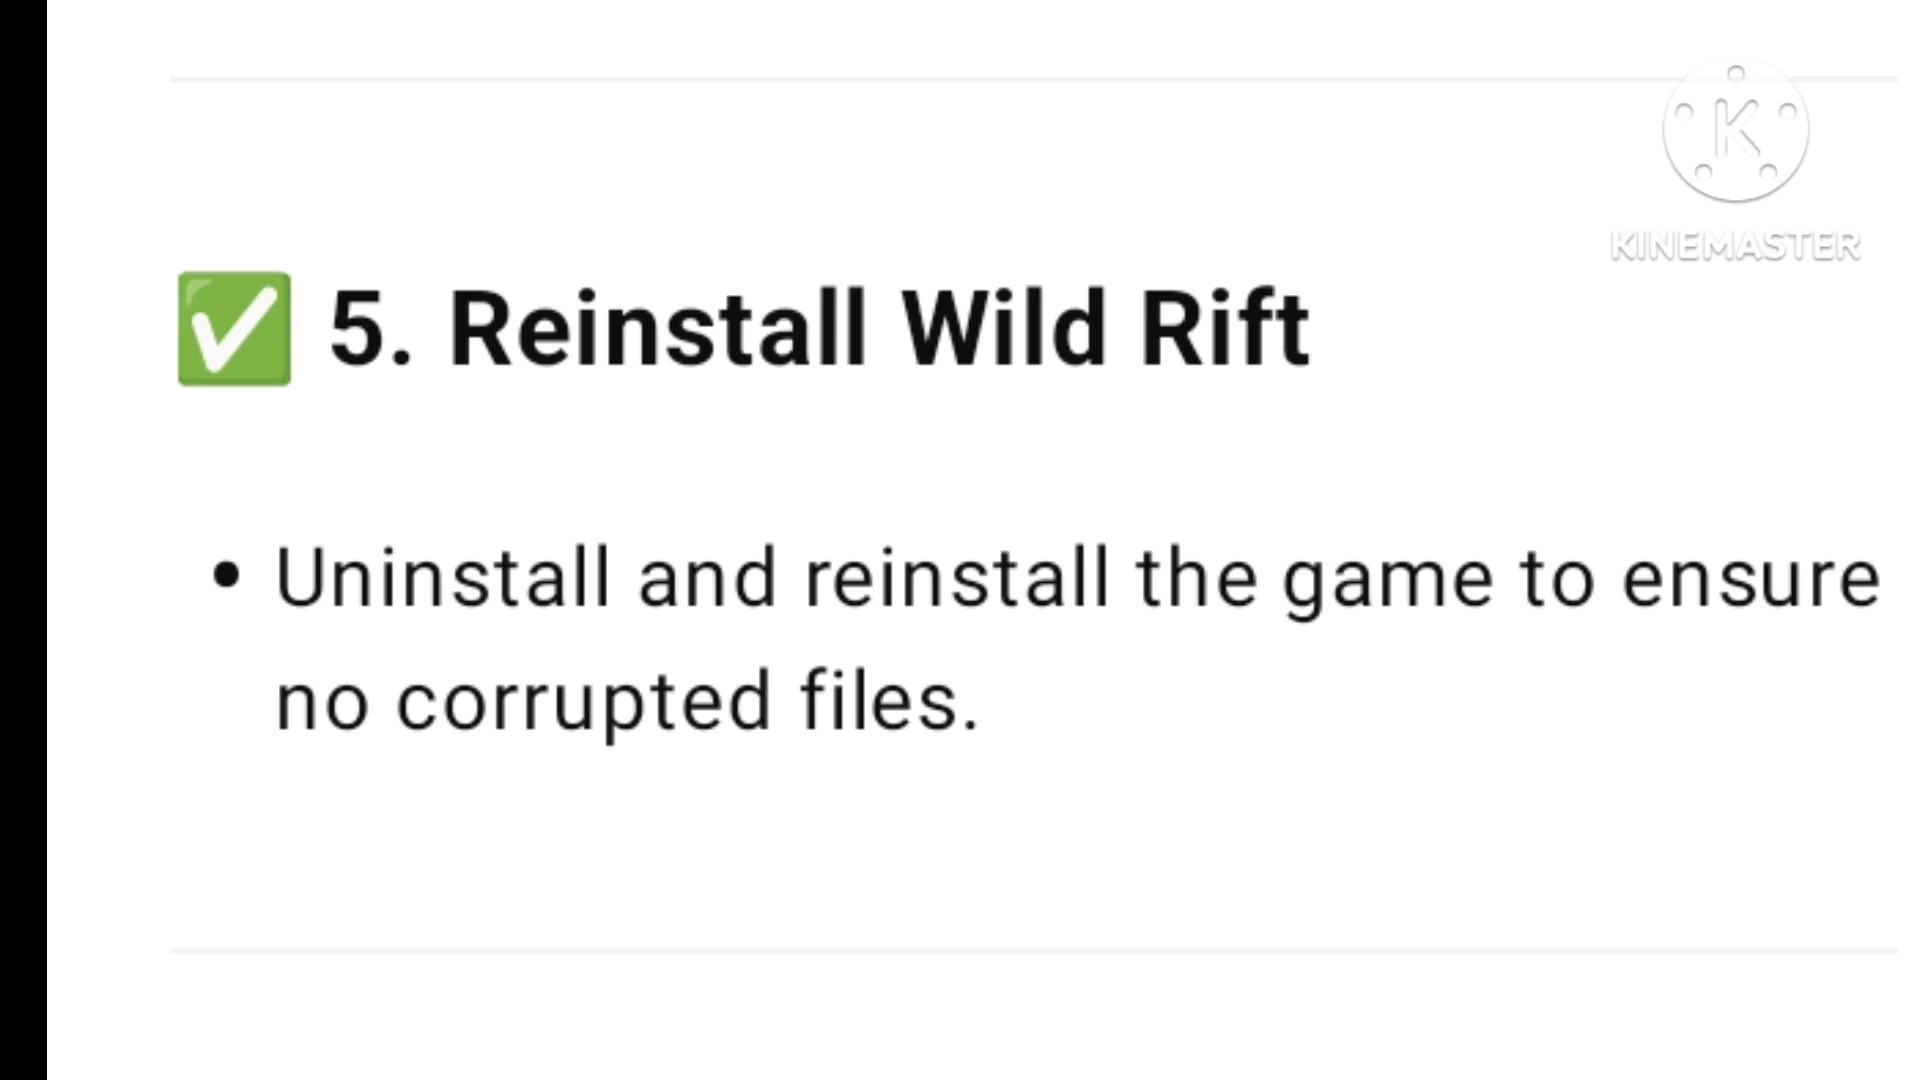 K
KINEMASTER
✅ 5. Reinstall Wild Rift
• Uninstall and reinstall the game to ensure
no corrupted files.